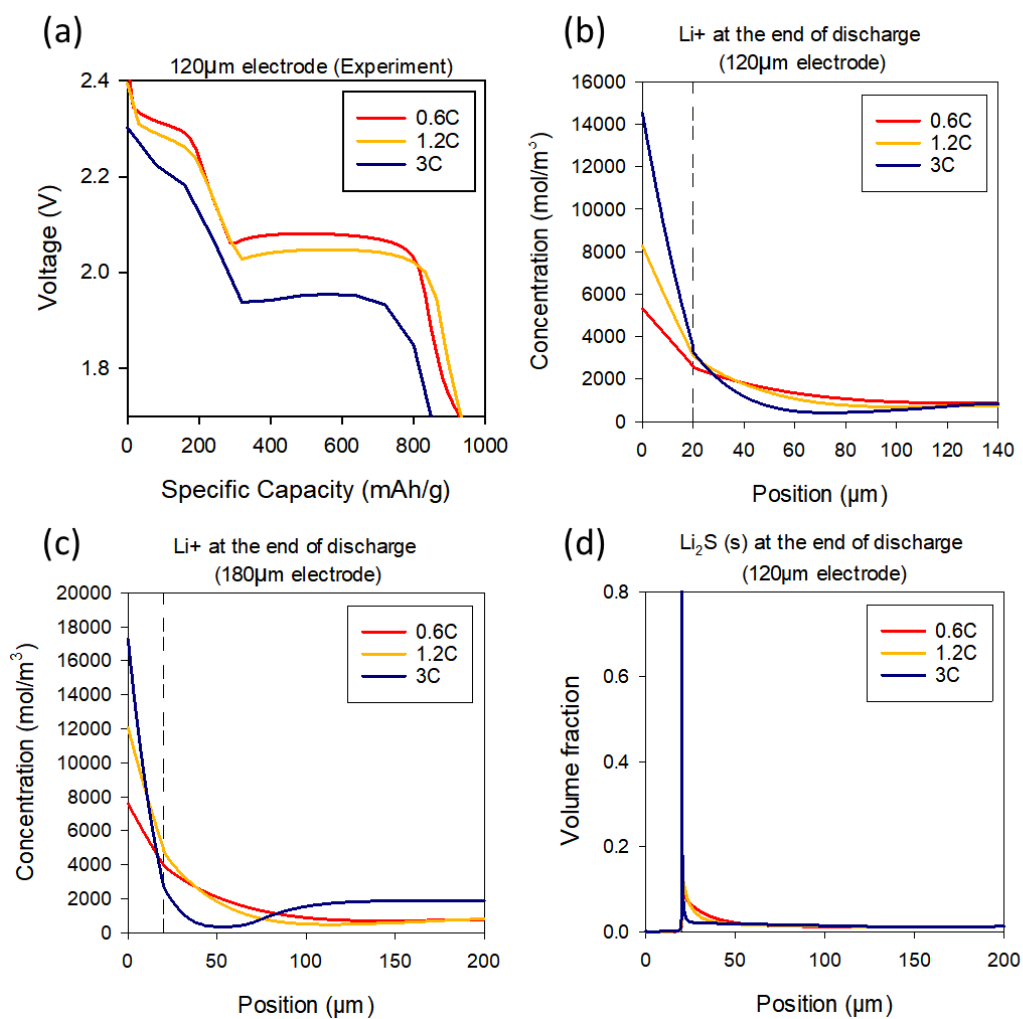 (a)
120µm electrode (Experiment)
2.4
2.2
2.0
1.8
0 200 400 600 800 1000
Voltage (V)
Specific Capacity (mAh/g)
0.6C
1.2C
3C
(b)
Li+ at the end of discharge
(120µm electrode)
16000
14000
12000
10000
8000
6000
4000
2000
0
0 20 40 60 80 100 120 140
Concentration (mol/m³)
Position (µm)
0.6C
1.2C
3C
(c)
Li+ at the end of discharge
(180µm electrode)
20000
18000
16000
14000
12000
10000
8000
6000
4000
2000
0
0 50 100 150 200
Concentration (mol/m³)
Position (µm)
0.6C
1.2C
3C
(d)
Li₂S (s) at the end of discharge
(120µm electrode)
0.8
0.6
0.4
0.2
0.0
0 50 100 150 200
Volume fraction
Position (µm)
0.6C
1.2C
3C